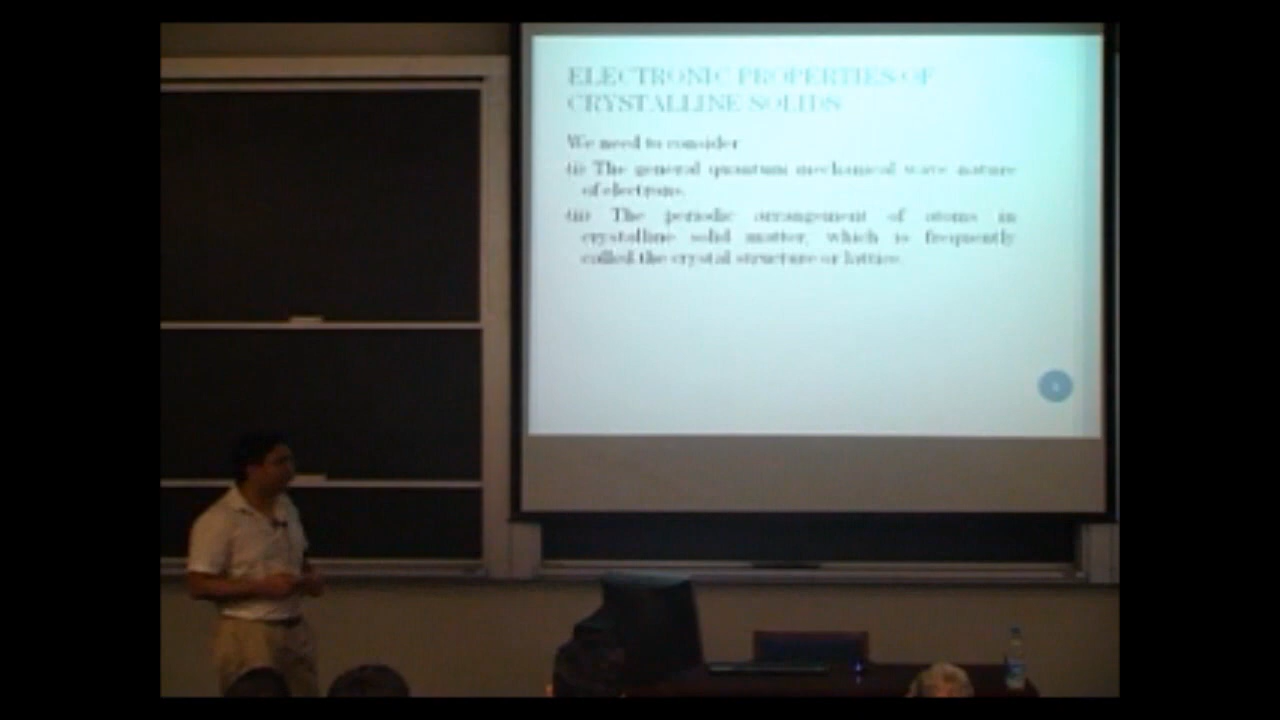 ELECTRONIC PROPERTIES OF
CRYSTALLINE SOLIDS
We need to consider
(i) The general quantum mechanical wave nature
of electrons.
(ii) The periodic arrangement of atoms in
crystalline solid matter, which is frequently
called the crystal structure or lattice.